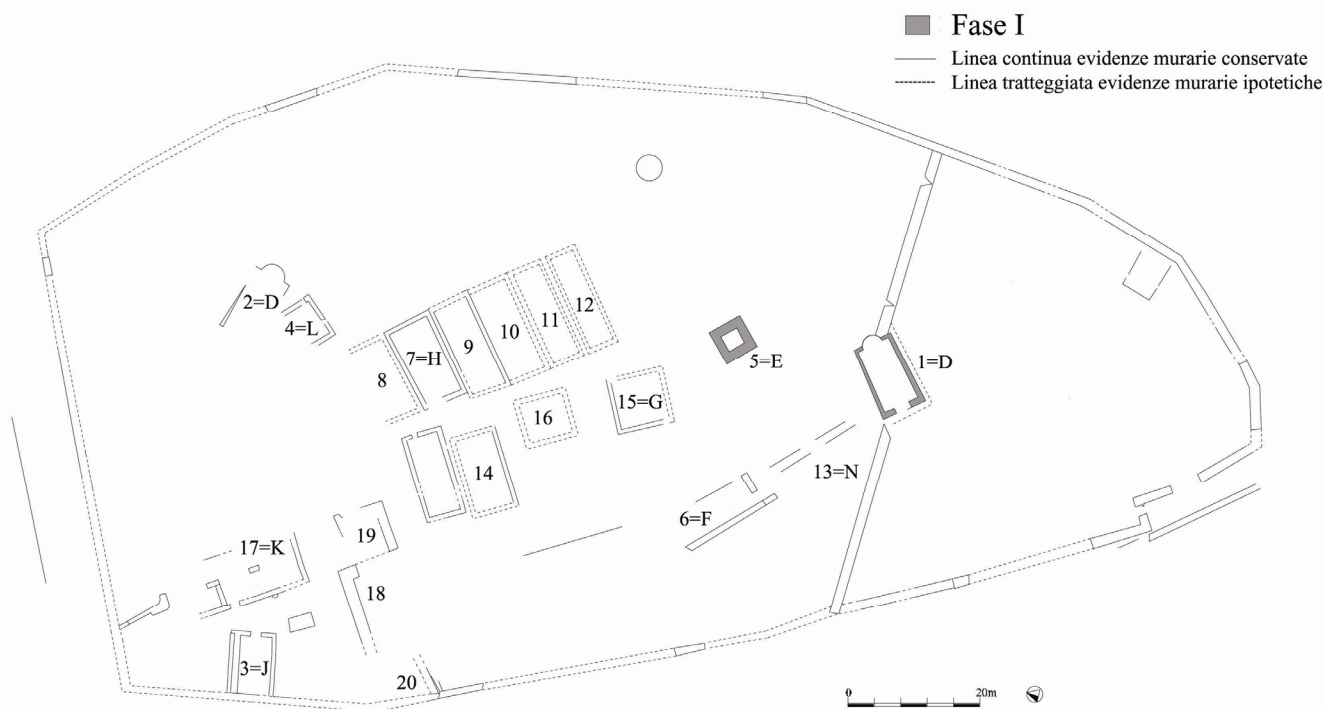 Fase I
Linea continua evidenze murarie conservate
Linea tratteggiata evidenze murarie ipotetiche
2=D
4=L
12
11
10
9
7=H
8
5=E
1=D
15=G
16
14
13=N
6=F
19
17=K
18
3=J
20
0
20m